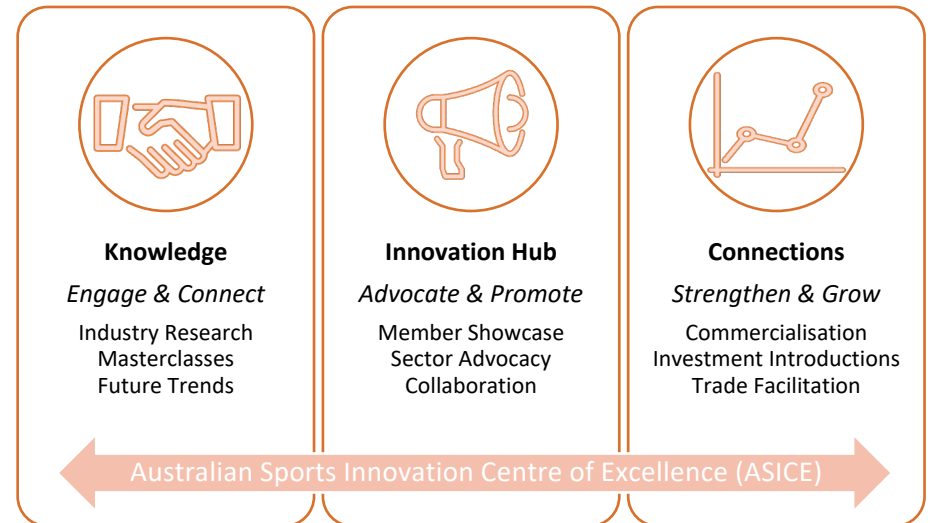 Knowledge
Engage & Connect
Industry Research
Masterclasses
Future Trends
Innovation Hub
Advocate & Promote
Member Showcase
Sector Advocacy
Collaboration
Connections
Strengthen & Grow
Commercialisation
Investment Introductions
Trade Facilitation
Australian Sports Innovation Centre of Excellence (ASICE)